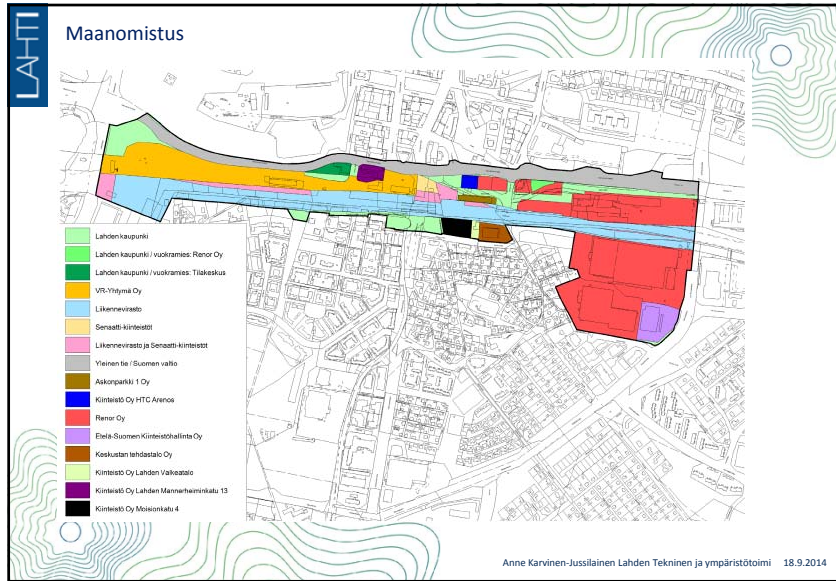 LAHTI
Maanomistus
Lahden kaupunki
Lahden kaupunki / vuokramies: Renor Oy
Lahden kaupunki / vuokramies: Tilakeskus
VR-Yhtymä Oy
Liikennevirasto
Senaatti-kiinteistöt
Liikennevirasto ja Senaatti-kiinteistöt
Yleinen tie / Suomen valtio
Askonparkki 1 Oy
Kiinteistö Oy HTC Arenos
Renor Oy
Etelä-Suomen Kiinteistöhallinta Oy
Keskustan tehdastalo Oy
Kiinteistö Oy Lahden Valkeatalo
Kiinteistö Oy Lahden Mannerheiminkatu 13
Kiinteistö Oy Moisionkatu 4
Anne Karvinen-Jussilainen Lahden Tekninen ja ympäristötoimi 18.9.2014